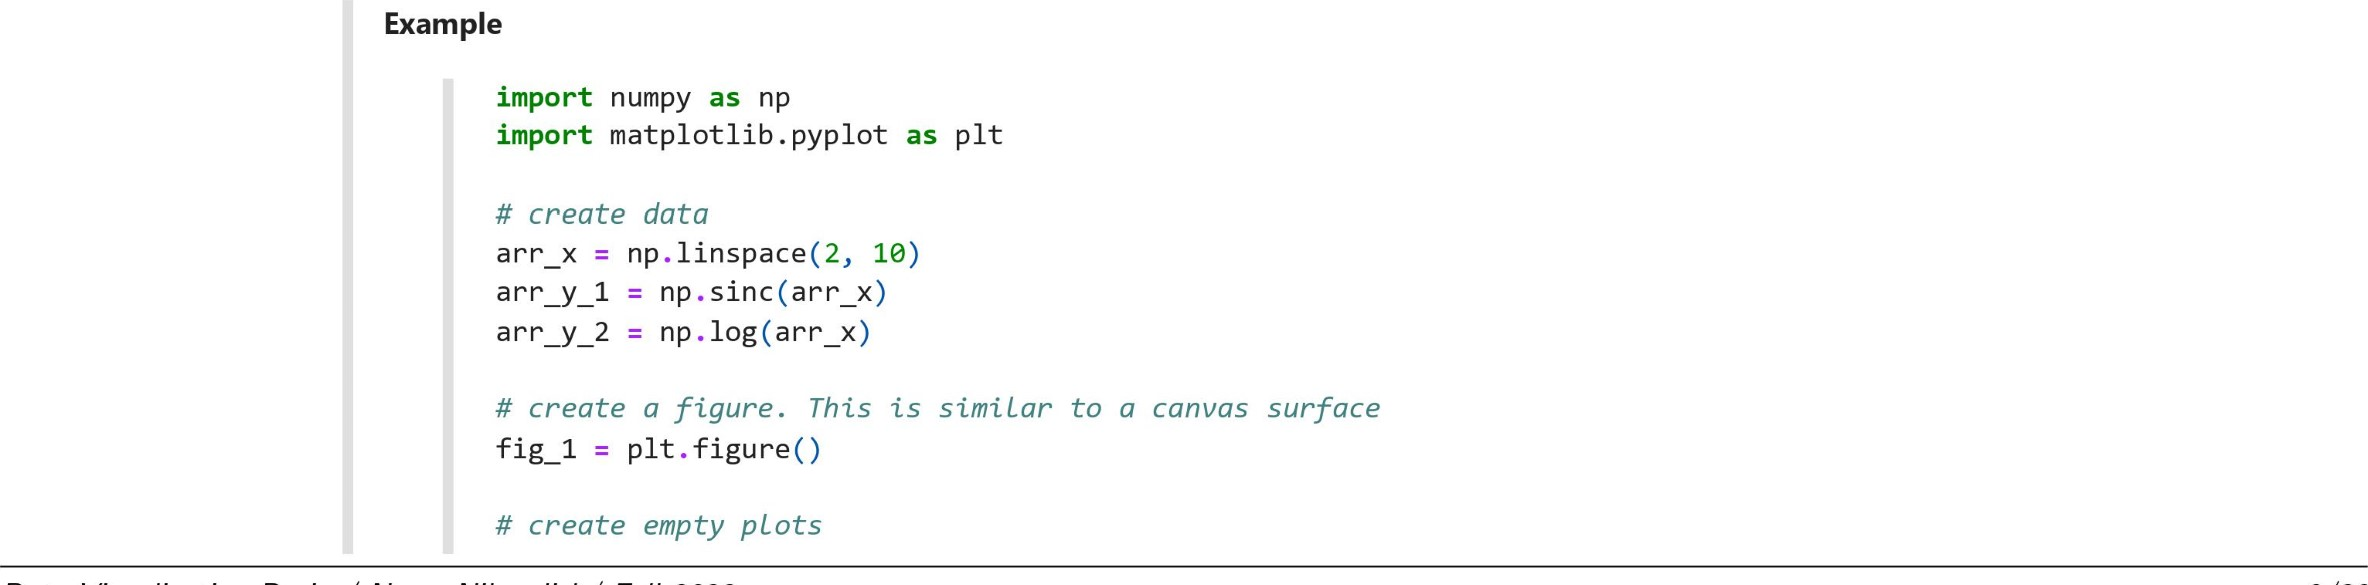 Example
import numpy as np
import matplotlib.pyplot as plt
# create data
arr_x = np.linspace(2, 10)
arr_y_1 = np.sinc(arr_x)
arr_y_2 = np.log(arr_x)
# create a figure. This is similar to a canvas surface
fig_1 = plt.figure()
# create empty plots